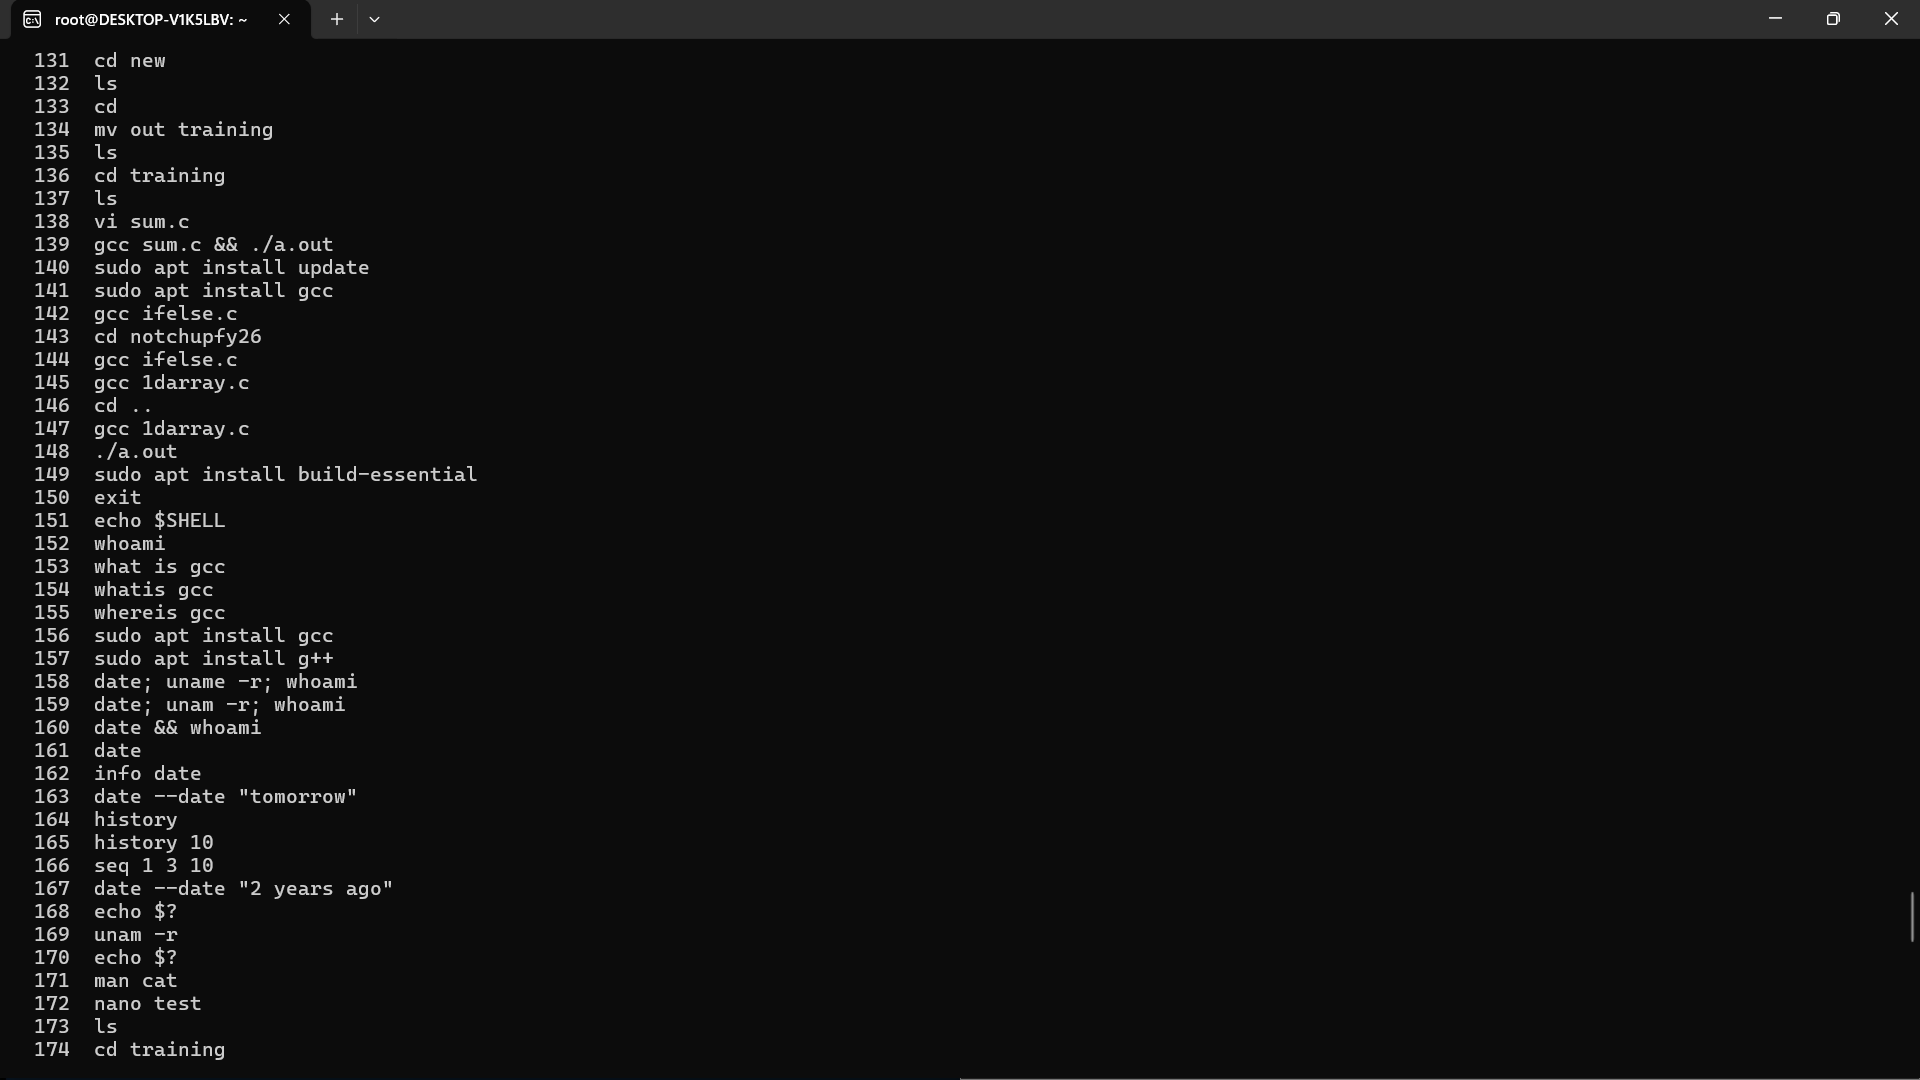 root@DESKTOP-V1K5LBV: ~
131 cd new
132 ls
133 cd
134 mv out training
135 ls
136 cd training
137 ls
138 vi sum.c
139 gcc sum.c && ./a.out
140 sudo apt install update
141 sudo apt install gcc
142 gcc ifelse.c
143 cd notchupfy26
144 gcc ifelse.c
145 gcc 1darray.c
146 cd ..
147 gcc 1darray.c
148 ./a.out
149 sudo apt install build-essential
150 exit
151 echo $SHELL
152 whoami
153 what is gcc
154 whatis gcc
155 whereis gcc
156 sudo apt install gcc
157 sudo apt install g++
158 date; uname -r; whoami
159 date; unam -r; whoami
160 date && whoami
161 date
162 info date
163 date --date "tomorrow"
164 history
165 history 10
166 seq 1 3 10
167 date --date "2 years ago"
168 echo $?
169 unam -r
170 echo $?
171 man cat
172 nano test
173 ls
174 cd training